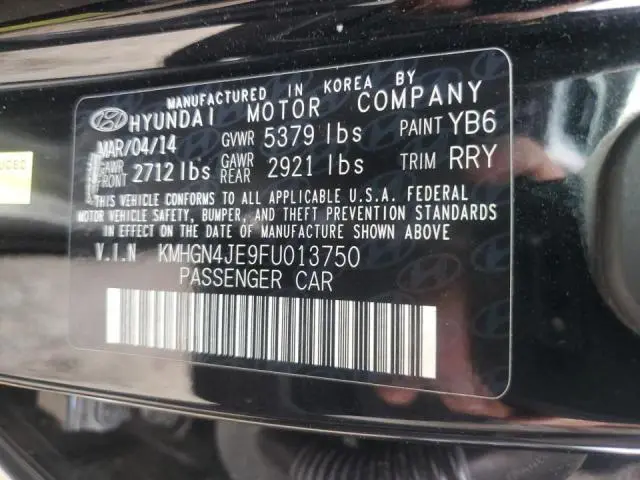 MANUFACTURED IN KOREA BY
HYUNDAI MOTOR COMPANY
MAR/04/14 GVWR 5379 lbs PAINT YB6
GAWR FRONT 2712 lbs GAWR REAR 2921 lbs TRIM RRY
THIS VEHICLE CONFORMS TO ALL APPLICABLE U.S.A. FEDERAL
MOTOR VEHICLE SAFETY, BUMPER, AND THEFT PREVENTION
STANDARDS IN EFFECT ON THE DATE OF
MANUFACTURE SHOWN ABOVE.
V.I.N KMHGN4JE9FU013750
PASSENGER CAR